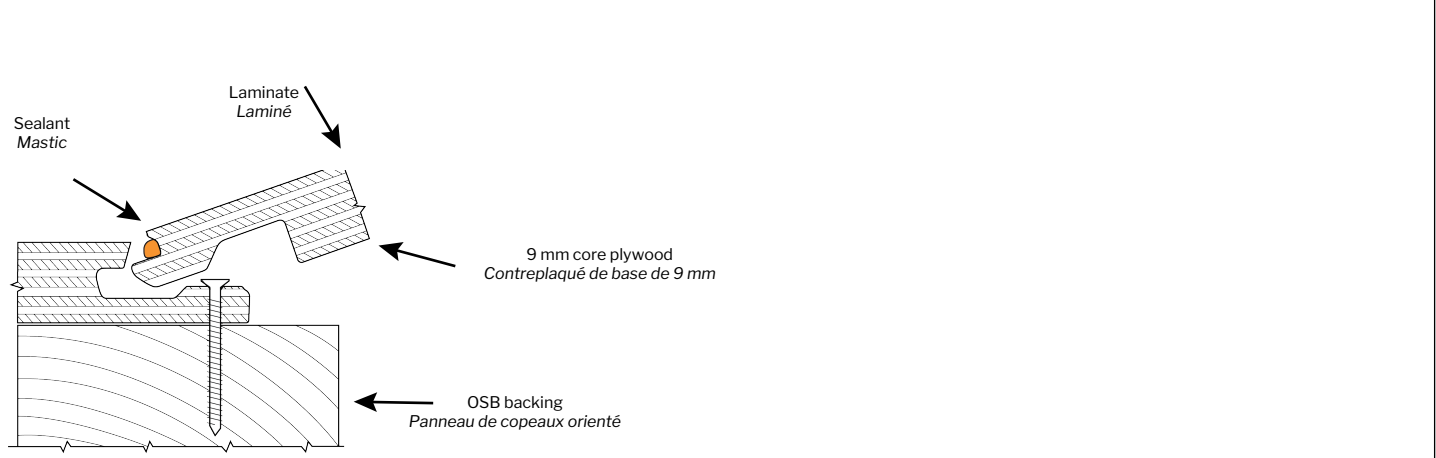 Laminate
Laminé
Sealant
Mastic
9 mm core plywood
Contreplaqué de base de 9 mm
OSB backing
Panneau de copeaux orienté